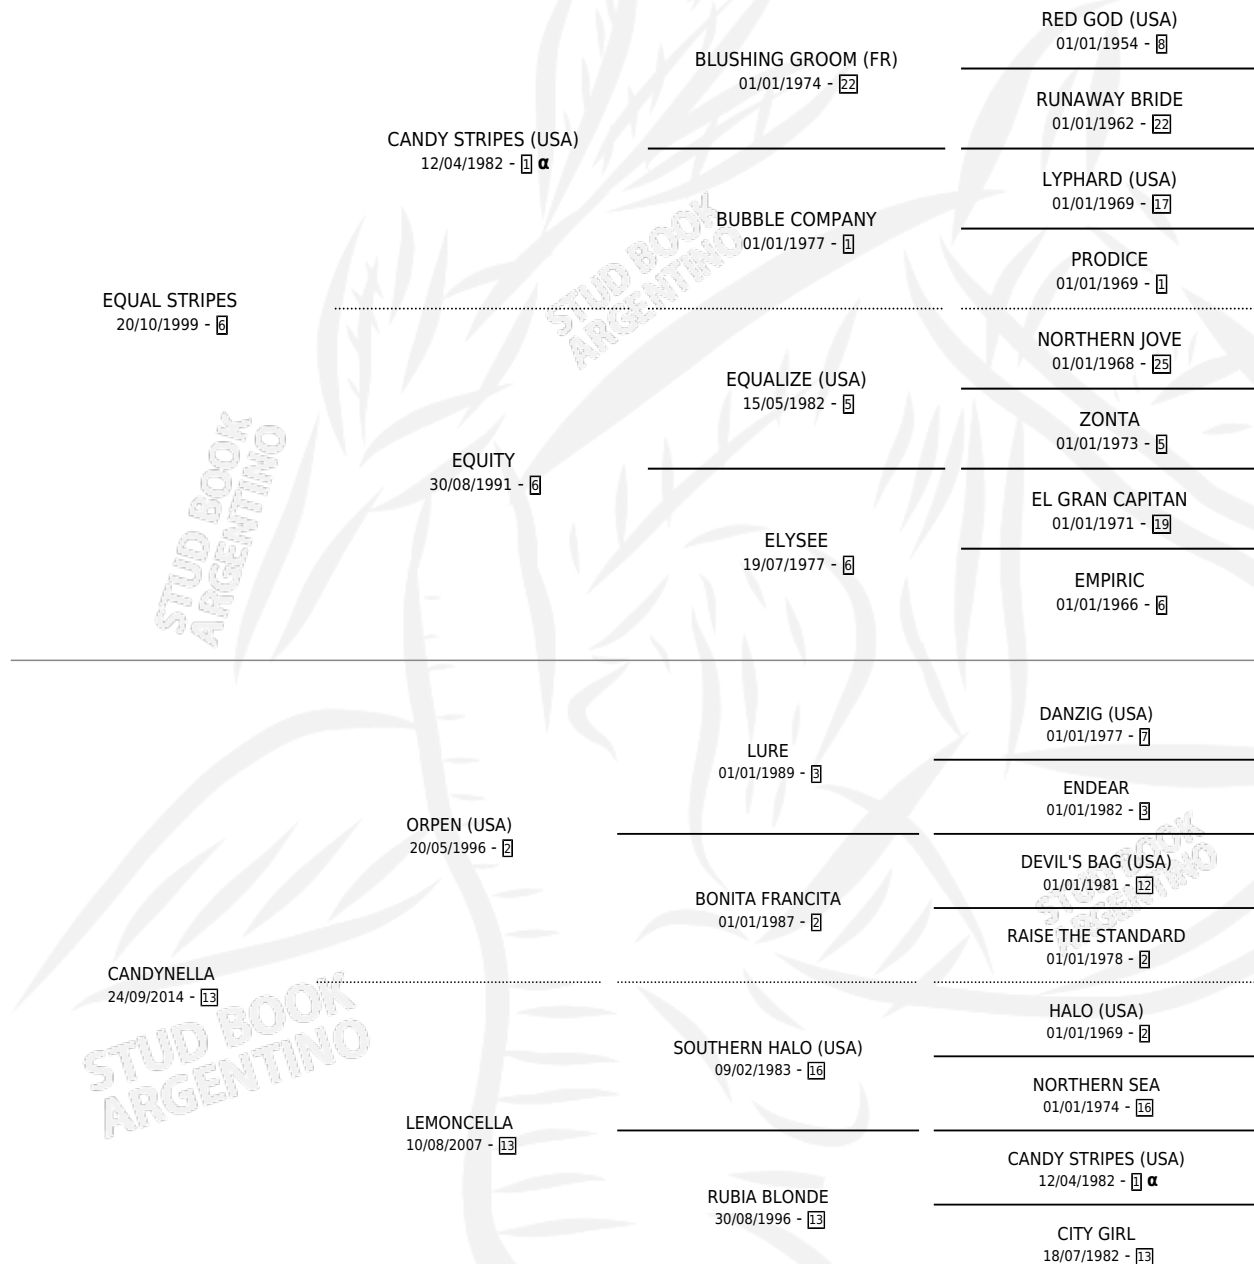 RED GOD (USA)
01/01/1954 - 8
BLUSHING GROOM (FR)
01/01/1974 - 22
RUNAWAY BRIDE
01/01/1962 - 22
CANDY STRIPES (USA)
12/04/1982 - 1 α
LYPHARD (USA)
01/01/1969 - 17
BUBBLE COMPANY
01/01/1977 - 1
PRODICE
01/01/1969 - 1
EQUAL STRIPES
20/10/1999 - 6
NORTHERN JOVE
01/01/1968 - 25
EQUALIZE (USA)
15/05/1982 - 5
ZONTA
01/01/1973 - 5
EQUITY
30/08/1991 - 6
EL GRAN CAPITAN
01/01/1971 - 19
ELYSEE
19/07/1977 - 6
EMPIRIC
01/01/1966 - 6
DANZIG (USA)
01/01/1977 - 7
LURE
01/01/1989 - 3
ENDEAR
01/01/1982 - 3
ORPEN (USA)
20/05/1996 - 2
DEVIL'S BAG (USA)
01/01/1981 - 12
BONITA FRANCITA
01/01/1987 - 2
RAISE THE STANDARD
01/01/1978 - 2
CANDYNELLA
24/09/2014 - 13
HALO (USA)
01/01/1969 - 2
SOUTHERN HALO (USA)
09/02/1983 - 16
NORTHERN SEA
01/01/1974 - 16
LEMONCELLA
10/08/2007 - 13
CANDY STRIPES (USA)
12/04/1982 - 1 α
RUBIA BLONDE
30/08/1996 - 13
CITY GIRL
18/07/1982 - 13
STUD BOOK
ARGENTINO
STUD BOOK
ARGENTINO
STUD BOOK
ARGENTINO
STUD BOOK
ARGENTINO